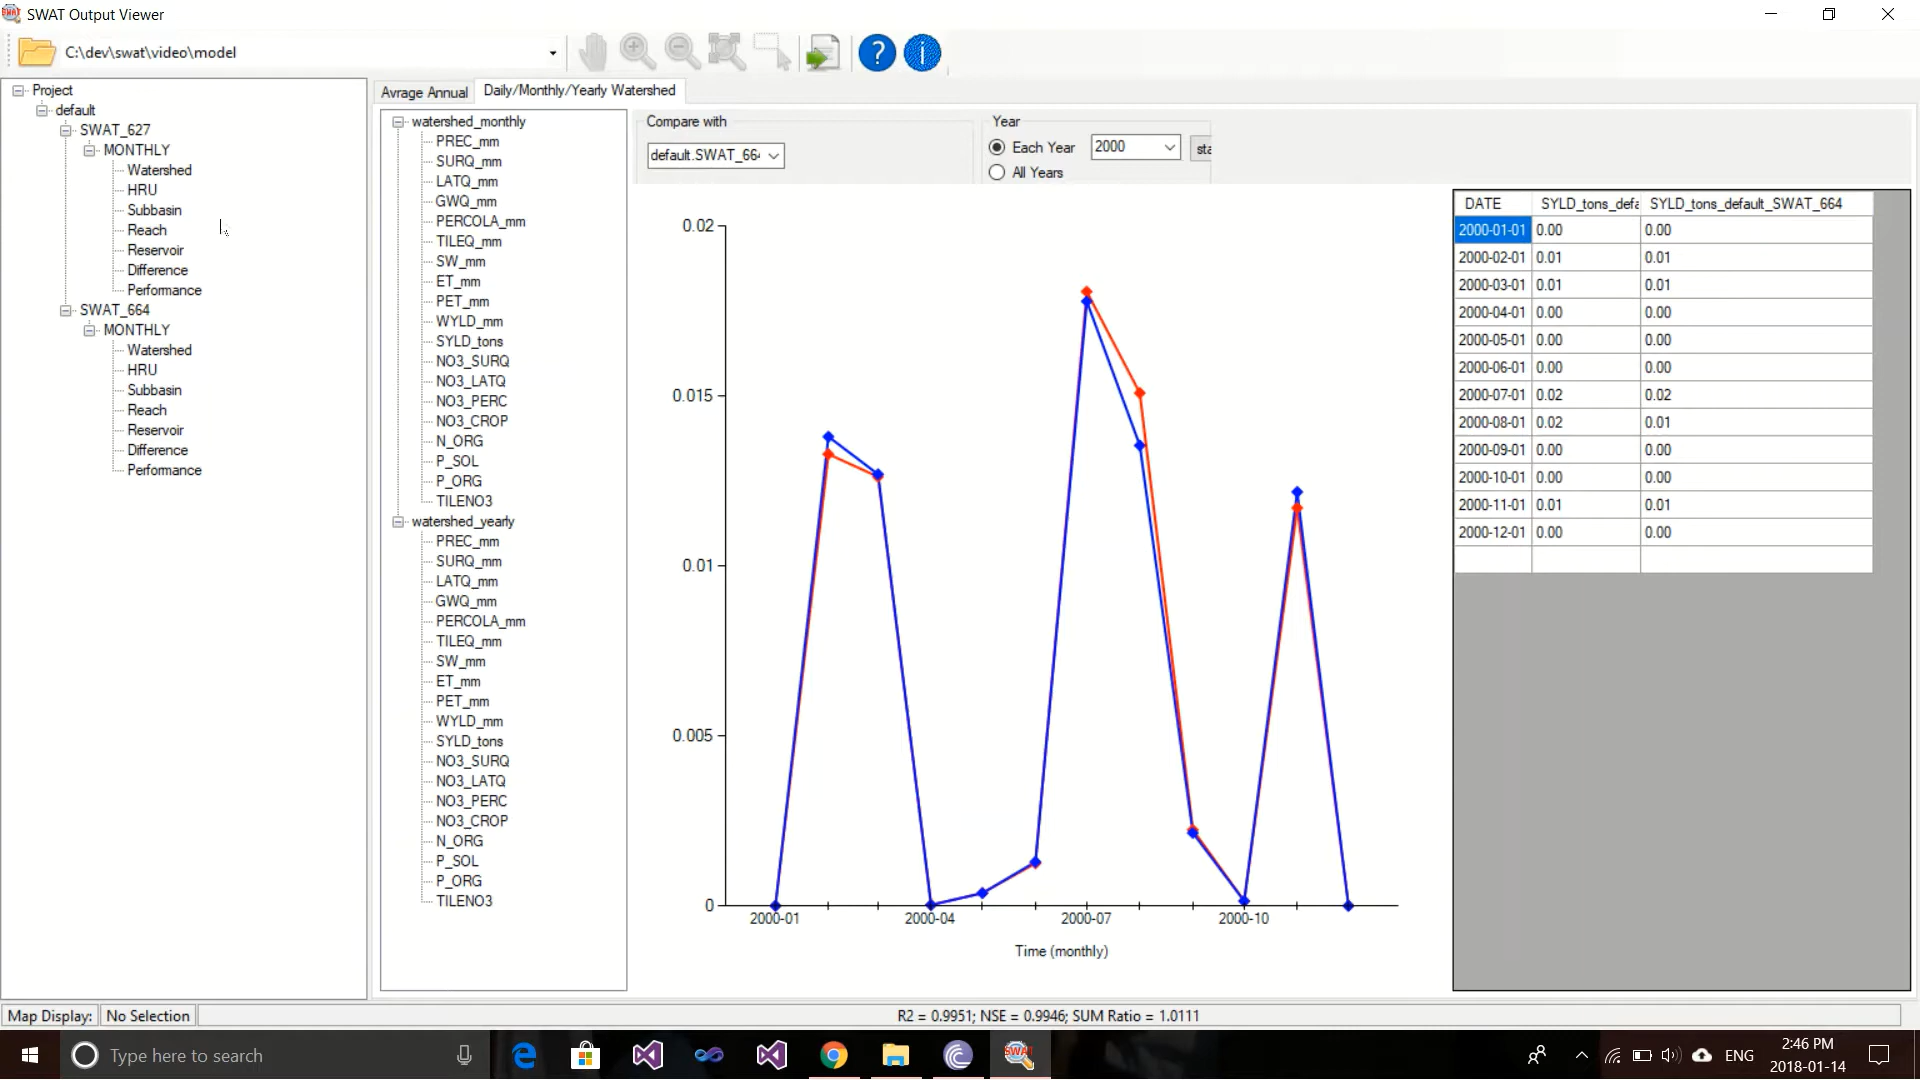 SWAT Output Viewer
C:\dev\swat\video\model
Project
default
SWAT_627
MONTHLY
Watershed
HRU
Subbasin
Reach
Reservoir
Difference
Performance
SWAT_664
MONTHLY
Watershed
HRU
Subbasin
Reach
Reservoir
Difference
Performance
Avrage Annual
Daily/Monthly/Yearly Watershed
watershed_monthly
PREC_mm
SURQ_mm
LATQ_mm
GWQ_mm
PERCOLA_mm
TILEQ_mm
SW_mm
ET_mm
PET_mm
WYLD_mm
SYLD_tons
NO3_SURQ
NO3_LATQ
NO3_PERC
NO3_CROP
N_ORG
P_SOL
P_ORG
TILENO3
watershed_yearly
PREC_mm
SURQ_mm
LATQ_mm
GWQ_mm
PERCOLA_mm
TILEQ_mm
SW_mm
ET_mm
PET_mm
WYLD_mm
SYLD_tons
NO3_SURQ
NO3_LATQ
NO3_PERC
NO3_CROP
N_ORG
P_SOL
P_ORG
TILENO3
Compare with
default.SWAT_664
Year
Each Year 2000 sta
All Years
0.02
0.015
0.01
0.005
0
2000-01 2000-04 2000-07 2000-10
Time (monthly)
DATE SYLD_tons_defa SYLD_tons_default_SWAT_664
2000-01-01 0.00 0.00
2000-02-01 0.01 0.01
2000-03-01 0.01 0.01
2000-04-01 0.00 0.00
2000-05-01 0.00 0.00
2000-06-01 0.00 0.00
2000-07-01 0.02 0.02
2000-08-01 0.02 0.01
2000-09-01 0.00 0.00
2000-10-01 0.00 0.00
2000-11-01 0.01 0.01
2000-12-01 0.00 0.00
Map Display: No Selection
R2 = 0.9951; NSE = 0.9946; SUM Ratio = 1.0111
Type here to search
SWAT
ENG
2:46 PM
2018-01-14